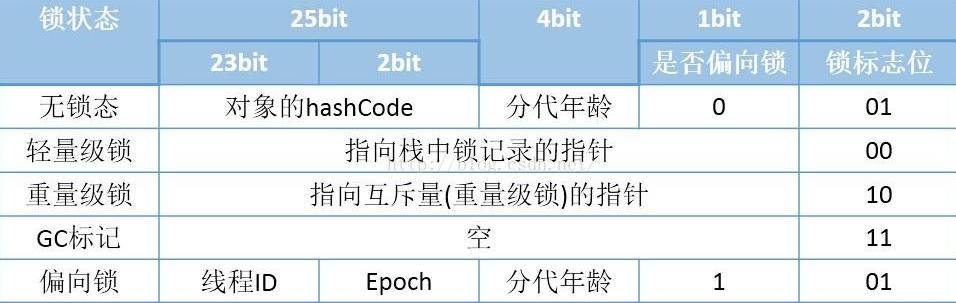 锁状态 25bit 4bit 1bit 2bit
23bit 2bit 是否偏向锁 锁标志位
无锁态 对象的hashCode 分代年龄 0 01
轻量级锁 指向栈中锁记录的指针 00
http://blog.csdn.net/
重量级锁 指向互斥量(重量级锁)的指针 10
GC标记 空 11
偏向锁 线程ID Epoch 分代年龄 1 01